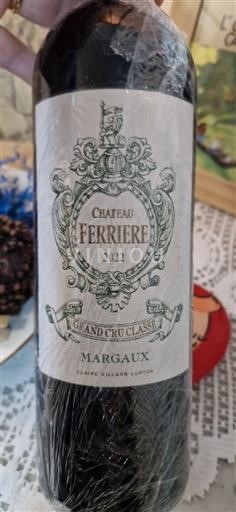 CHATEAU
FERRIERE
2022
GRAND CRU CLASSÉ
MARGAUX
CLAIRE VILLARS LURTON